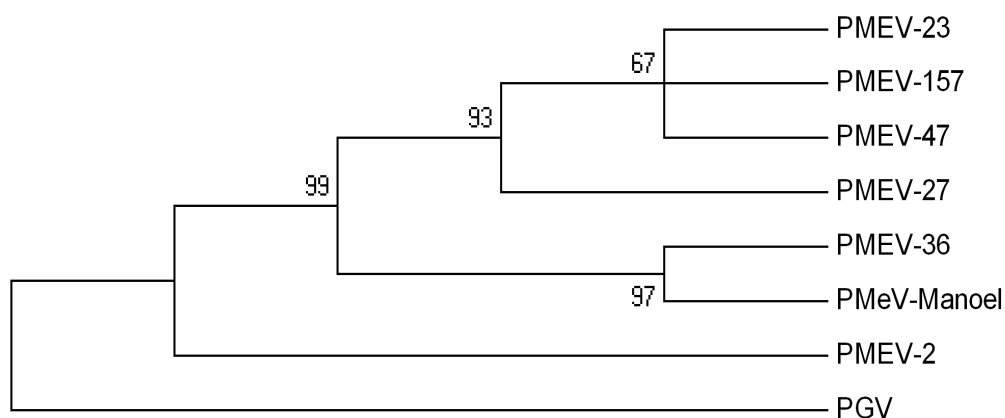 PMEV-23
67
PMEV-157
93
PMEV-47
99
PMEV-27
PMEV-36
97
PMeV-Manoel
PMEV-2
PGV